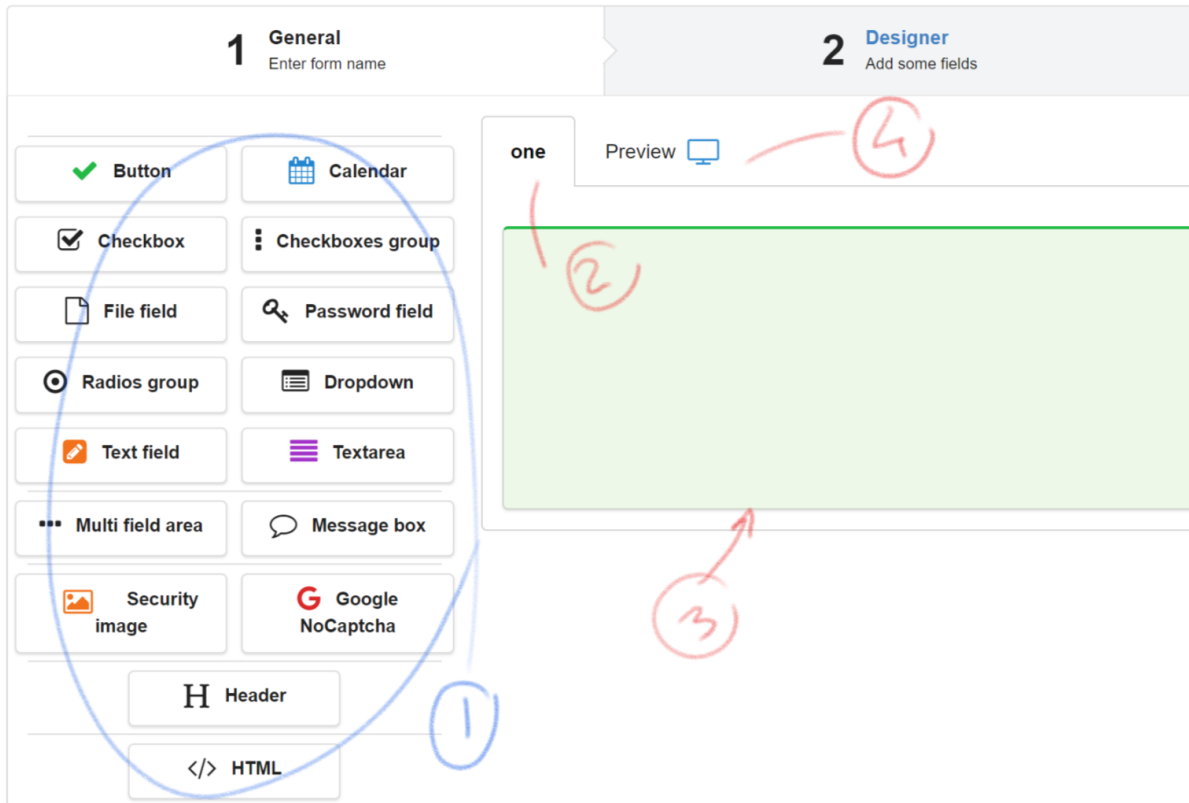 1 General
Enter form name
2 Designer
Add some fields
Button
Calendar
one
Preview
4
Checkbox
Checkboxes group
2
File field
Password field
Radios group
Dropdown
Text field
Textarea
Multi field area
Message box
Security
image
G Google
NoCaptcha
3
H Header
1
</> HTML